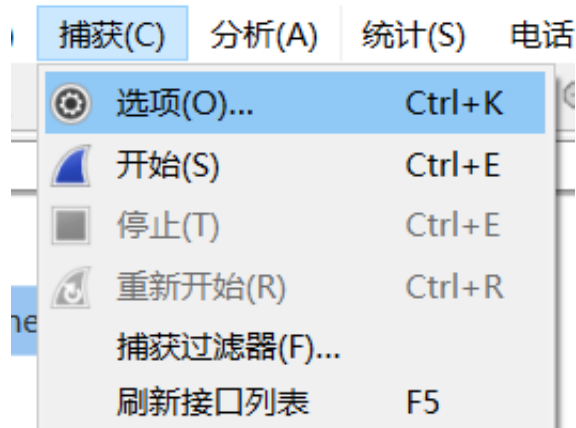 捕获(C) 分析(A) 统计(S) 电话
选项(O)... Ctrl+K
开始(S) Ctrl+E
停止(T) Ctrl+E
重新开始(R) Ctrl+R
捕获过滤器(F)...
刷新接口列表 F5